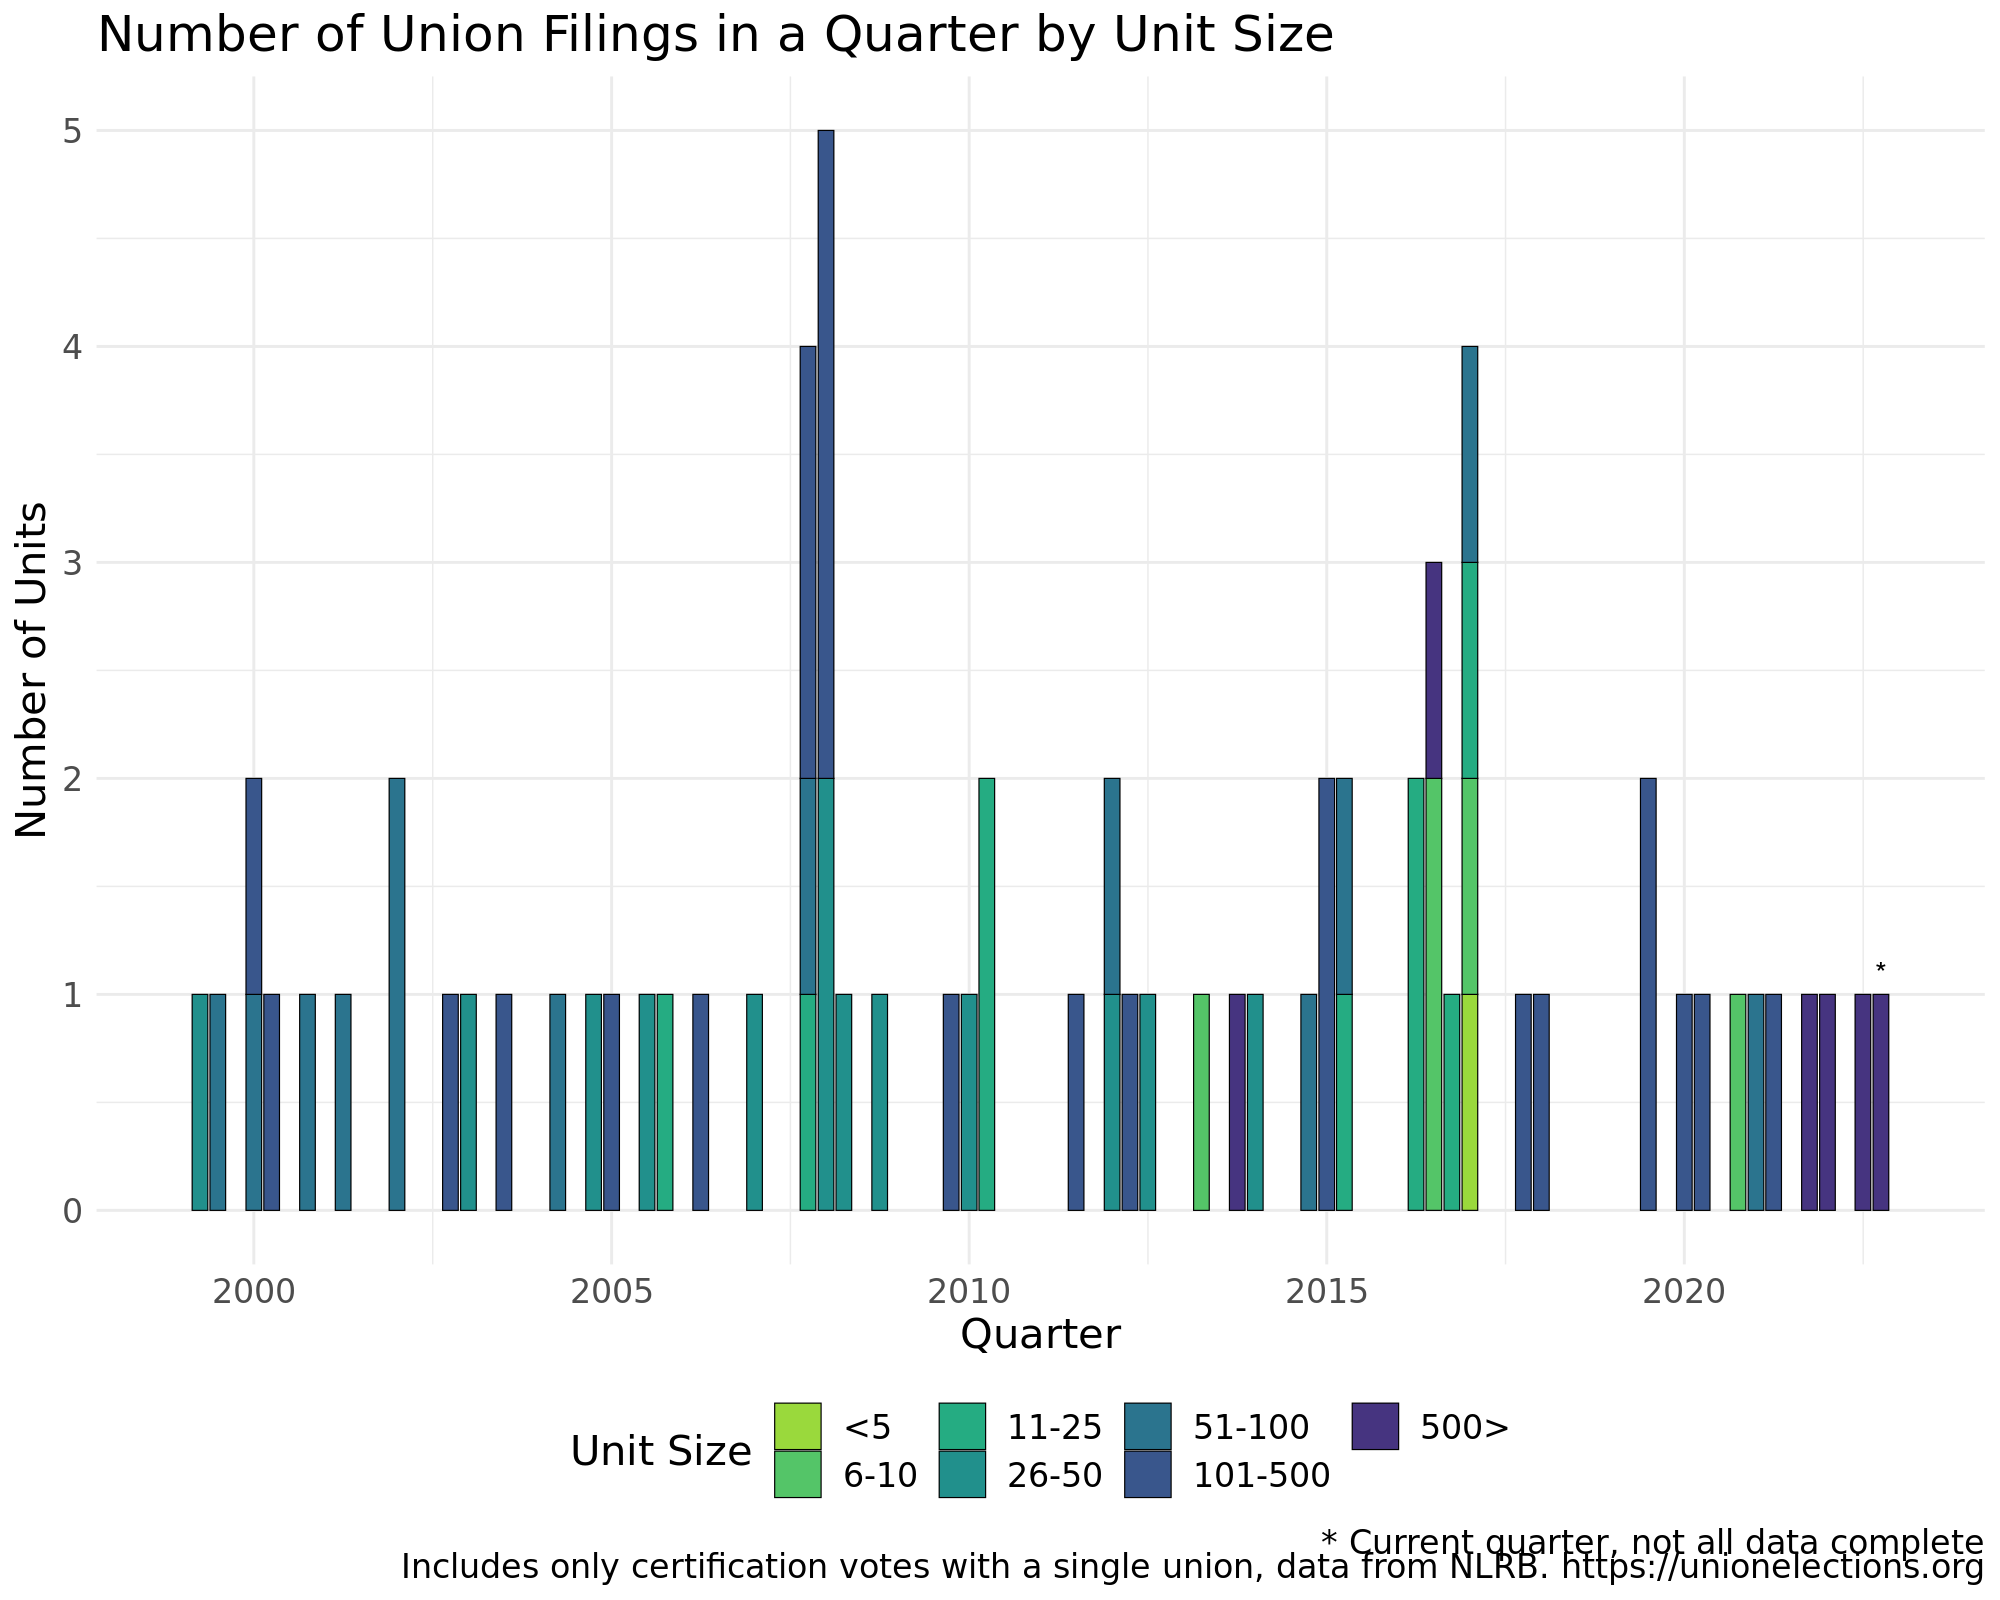 Number of Union Filings in a Quarter by Unit Size
Number of Units
5
4
3
2
1
0
*
2000 2005 2010 2015 2020
Quarter
Unit Size
<5 11-25 51-100 500>
6-10 26-50 101-500
* Current quarter, not all data complete
Includes only certification votes with a single union, data from NLRB. https://unionelections.org